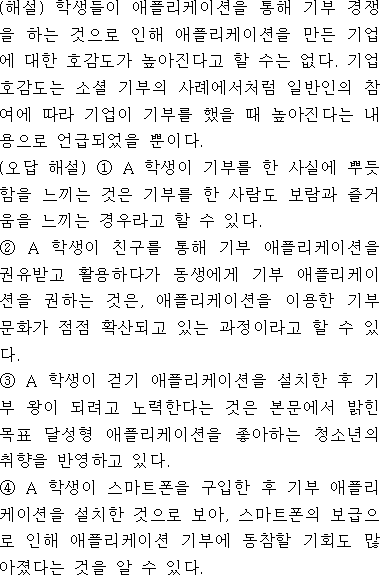 (해설) 학생들이 애플리케이션을 통해 기부 경쟁
을 하는 것으로 인해 애플리케이션을 만든 기업
에 대한 호감도가 높아진다고 할 수는 없다. 기업
호감도는 소셜 기부의 사례에서처럼 일반인의 참
여에 따라 기업이 기부를 했을 때 높아진다는 내
용으로 언급되었을 뿐이다.
(오답 해설) ① A 학생이 기부를 한 사실에 뿌듯
함을 느끼는 것은 기부를 한 사람도 보람과 즐거
움을 느끼는 경우라고 할 수 있다.
② A 학생이 친구를 통해 기부 애플리케이션을
권유받고 활용하다가 동생에게 기부 애플리케이
션을 권하는 것은, 애플리케이션을 이용한 기부
문화가 점점 확산되고 있는 과정이라고 할 수 있
다.
③ A 학생이 걷기 애플리케이션을 설치한 후 기
부 왕이 되려고 노력한다는 것은 본문에서 밝힌
목표 달성형 애플리케이션을 좋아하는 청소년의
취향을 반영하고 있다.
④ A 학생이 스마트폰을 구입한 후 기부 애플리
케이션을 설치한 것으로 보아, 스마트폰의 보급으
로 인해 애플리케이션 기부에 동참할 기회도 많
아졌다는 것을 알 수 있다.